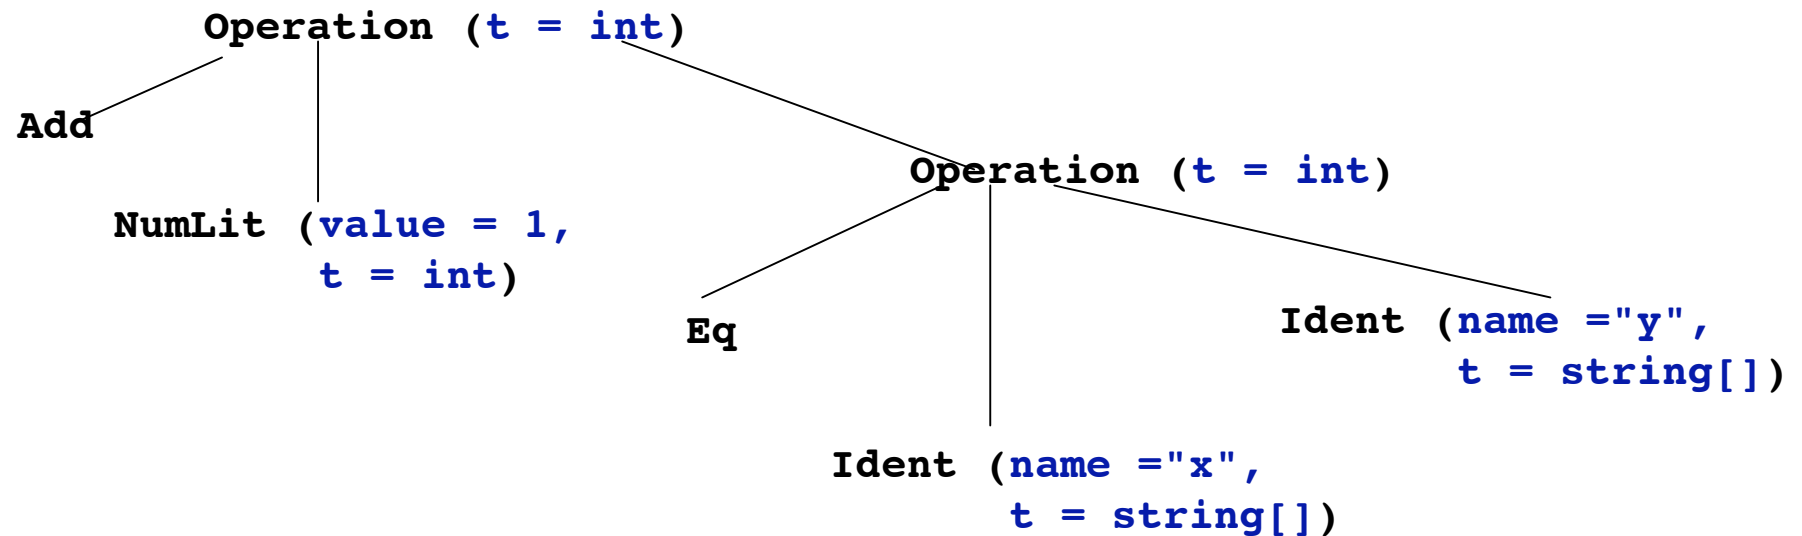 Operation (t = int)
Add
Operation (t = int)
NumLit (value = 1,
t = int)
Eq
Ident (name ="y",
t = string[])
Ident (name ="x",
t = string[])